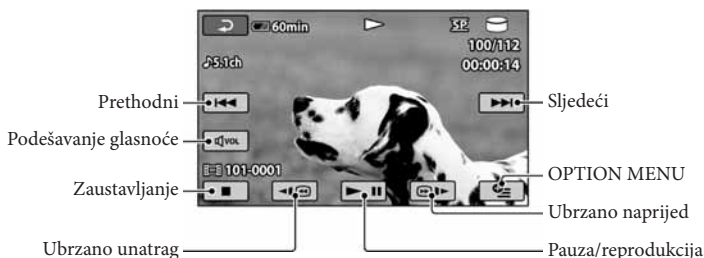 60min
SP
100/112
5.1ch
00:00:14
Prethodni
Sljedeći
Podešavanje glasnoće
VOL
101-0001
Zaustavljanje
OPTION MENU
Ubrzano naprijed
Ubrzano unatrag
Pauza/reprodukcija